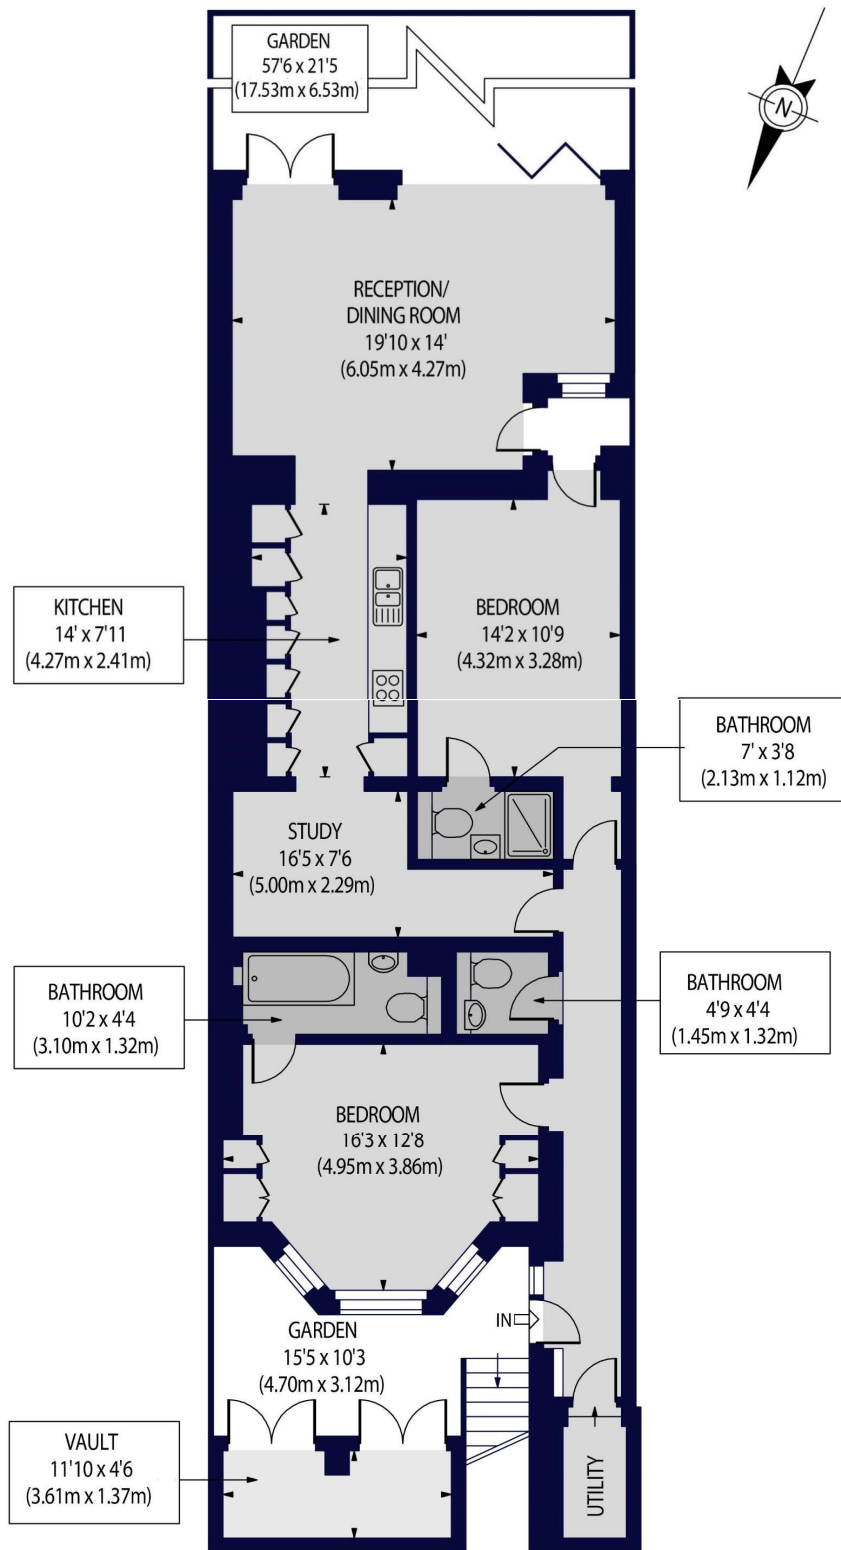 GARDEN
57'6 x 21'5
(17.53m x 6.53m)
N
RECEPTION/
DINING ROOM
19'10 x 14'
(6.05m x 4.27m)
KITCHEN
14' x 7'11
(4.27m x 2.41m)
BEDROOM
14'2 x 10'9
(4.32m x 3.28m)
BATHROOM
7' x 3'8
(2.13m x 1.12m)
STUDY
16'5 x 7'6
(5.00m x 2.29m)
BATHROOM
10'2 x 4'4
(3.10m x 1.32m)
BATHROOM
4'9 x 4'4
(1.45m x 1.32m)
BEDROOM
16'3 x 12'8
(4.95m x 3.86m)
IN
GARDEN
15'5 x 10'3
(4.70m x 3.12m)
VAULT
11'10 x 4'6
(3.61m x 1.37m)
UTILITY